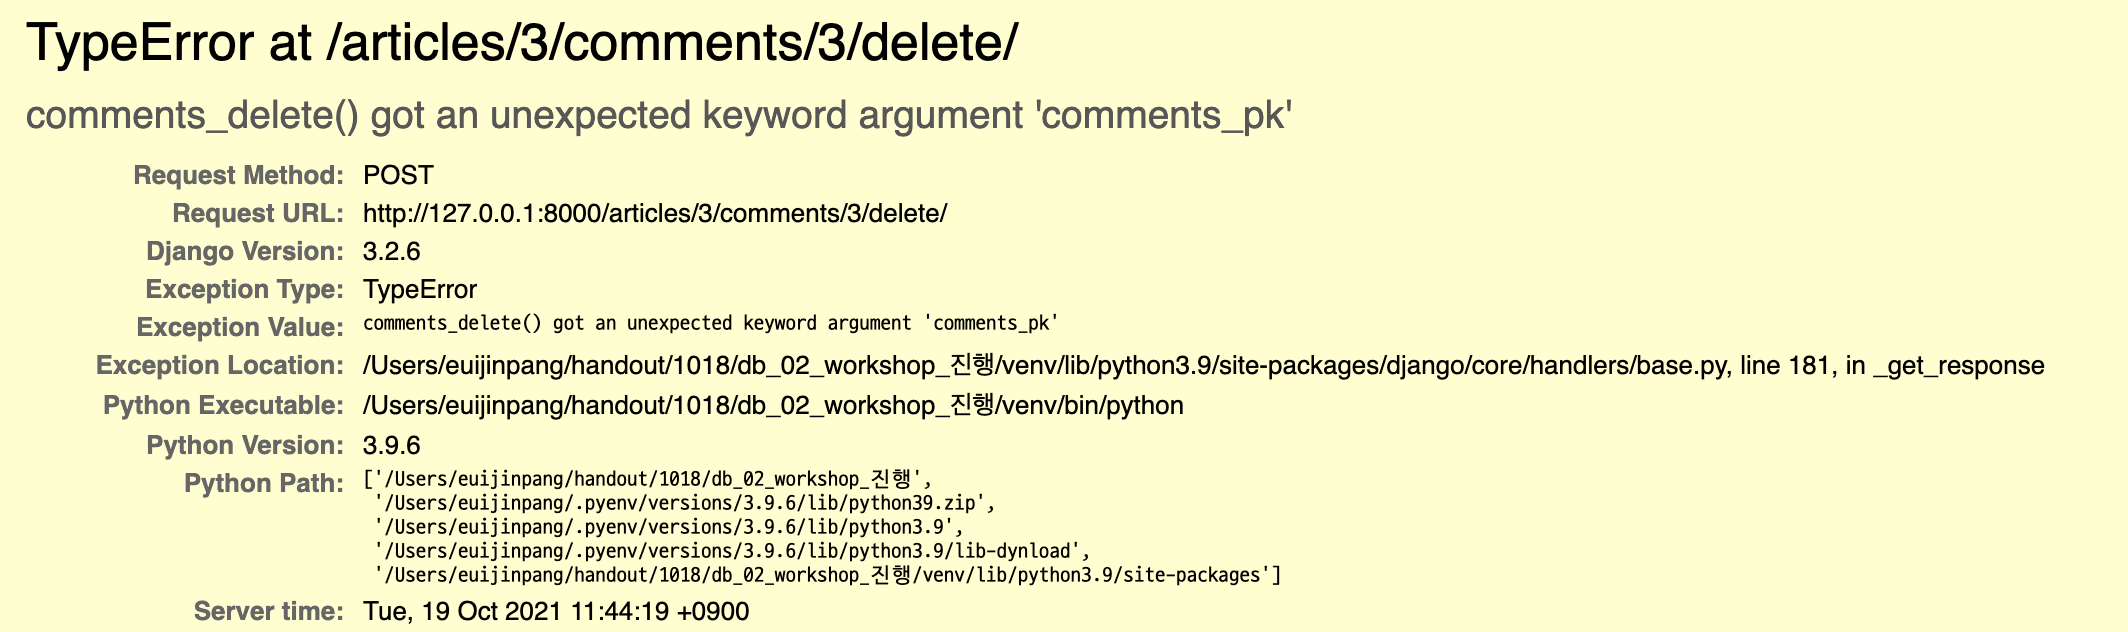 TypeError at /articles/3/comments/3/delete/
comments_delete() got an unexpected keyword argument 'comments_pk'
Request Method: POST
Request URL: http://127.0.0.1:8000/articles/3/comments/3/delete/
Django Version: 3.2.6
Exception Type: TypeError
Exception Value: comments_delete() got an unexpected keyword argument 'comments_pk'
Exception Location: /Users/euijinpang/handout/1018/db_02_workshop_진행/venv/lib/python3.9/site-packages/django/core/handlers/base.py, line 181, in _get_response
Python Executable: /Users/euijinpang/handout/1018/db_02_workshop_진행/venv/bin/python
Python Version: 3.9.6
Python Path: ['/Users/euijinpang/handout/1018/db_02_workshop_진행',
'/Users/euijinpang/.pyenv/versions/3.9.6/lib/python39.zip',
'/Users/euijinpang/.pyenv/versions/3.9.6/lib/python3.9',
'/Users/euijinpang/.pyenv/versions/3.9.6/lib/python3.9/lib-dynload',
'/Users/euijinpang/handout/1018/db_02_workshop_진행/venv/lib/python3.9/site-packages']
Server time: Tue, 19 Oct 2021 11:44:19 +0900